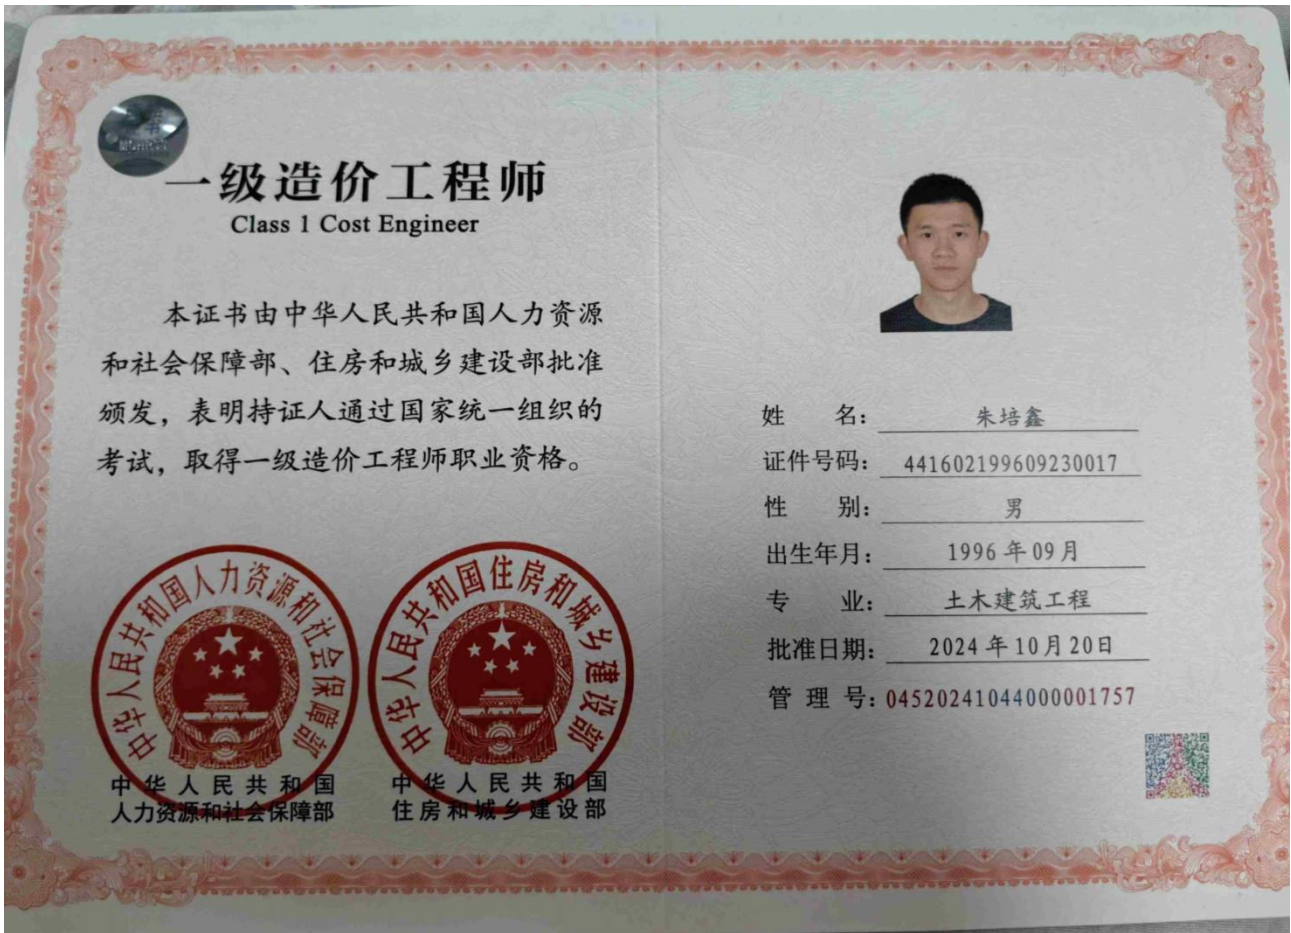 一级造价工程师
Class 1 Cost Engineer
本证书由中华人民共和国人力资源
和社会保障部、住房和城乡建设部批准
颁发，表明持证人通过国家统一组织的
考试，取得一级造价工程师职业资格。
中华人民共和国人力资源和社会保障部
中华人民共和国
人力资源和社会保障部
中华人民共和国住房和城乡建设部
中华人民共和国
住房和城乡建设部
姓 名：朱培鑫
证件号码：441602199609230017
性 别：男
出生年月：1996年09月
专 业：土木建筑工程
批准日期：2024年10月20日
管 理 号：04520241044000001757